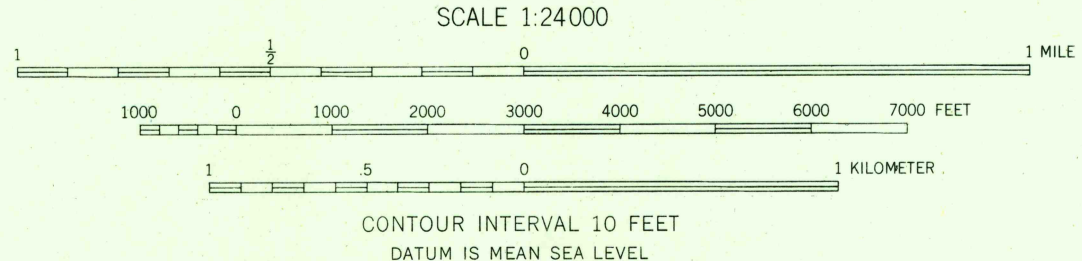 SCALE 1:24000
1 ½ 0 1 MILE
1000 0 1000 2000 3000 4000 5000 6000 7000 FEET
1 .5 0 1 KILOMETER
CONTOUR INTERVAL 10 FEET
DATUM IS MEAN SEA LEVEL